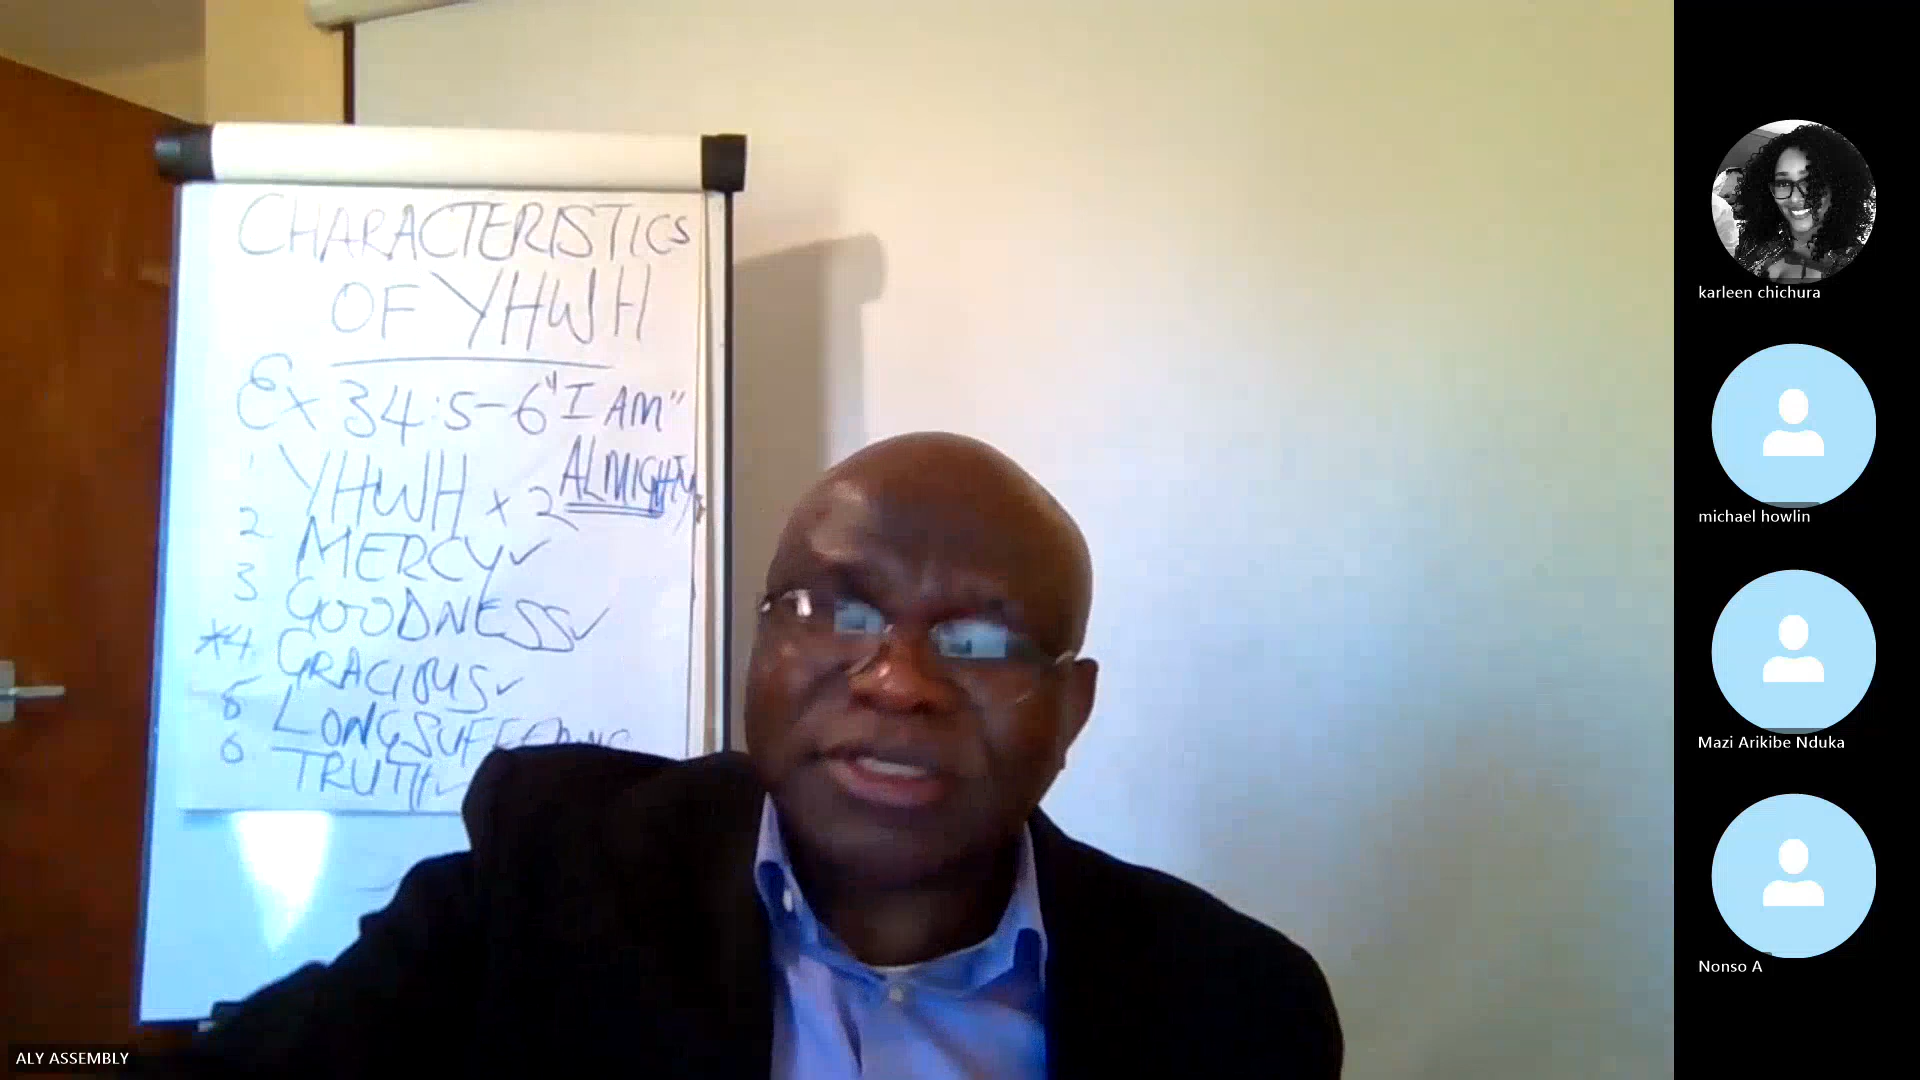 CHARACTERISTICS
OF YHWH
Ex 34:5-6 "I AM"
ALMIGHTY
1 YHWH x 2
2 MERCY ✓
3 GOODNESS ✓
*4 GRACIOUS ✓
5 LONGSUFFERING
6 TRUTH ✓
ALY ASSEMBLY
karleen chichura
michael howlin
Mazi Arikibe Nduka
Nonso A